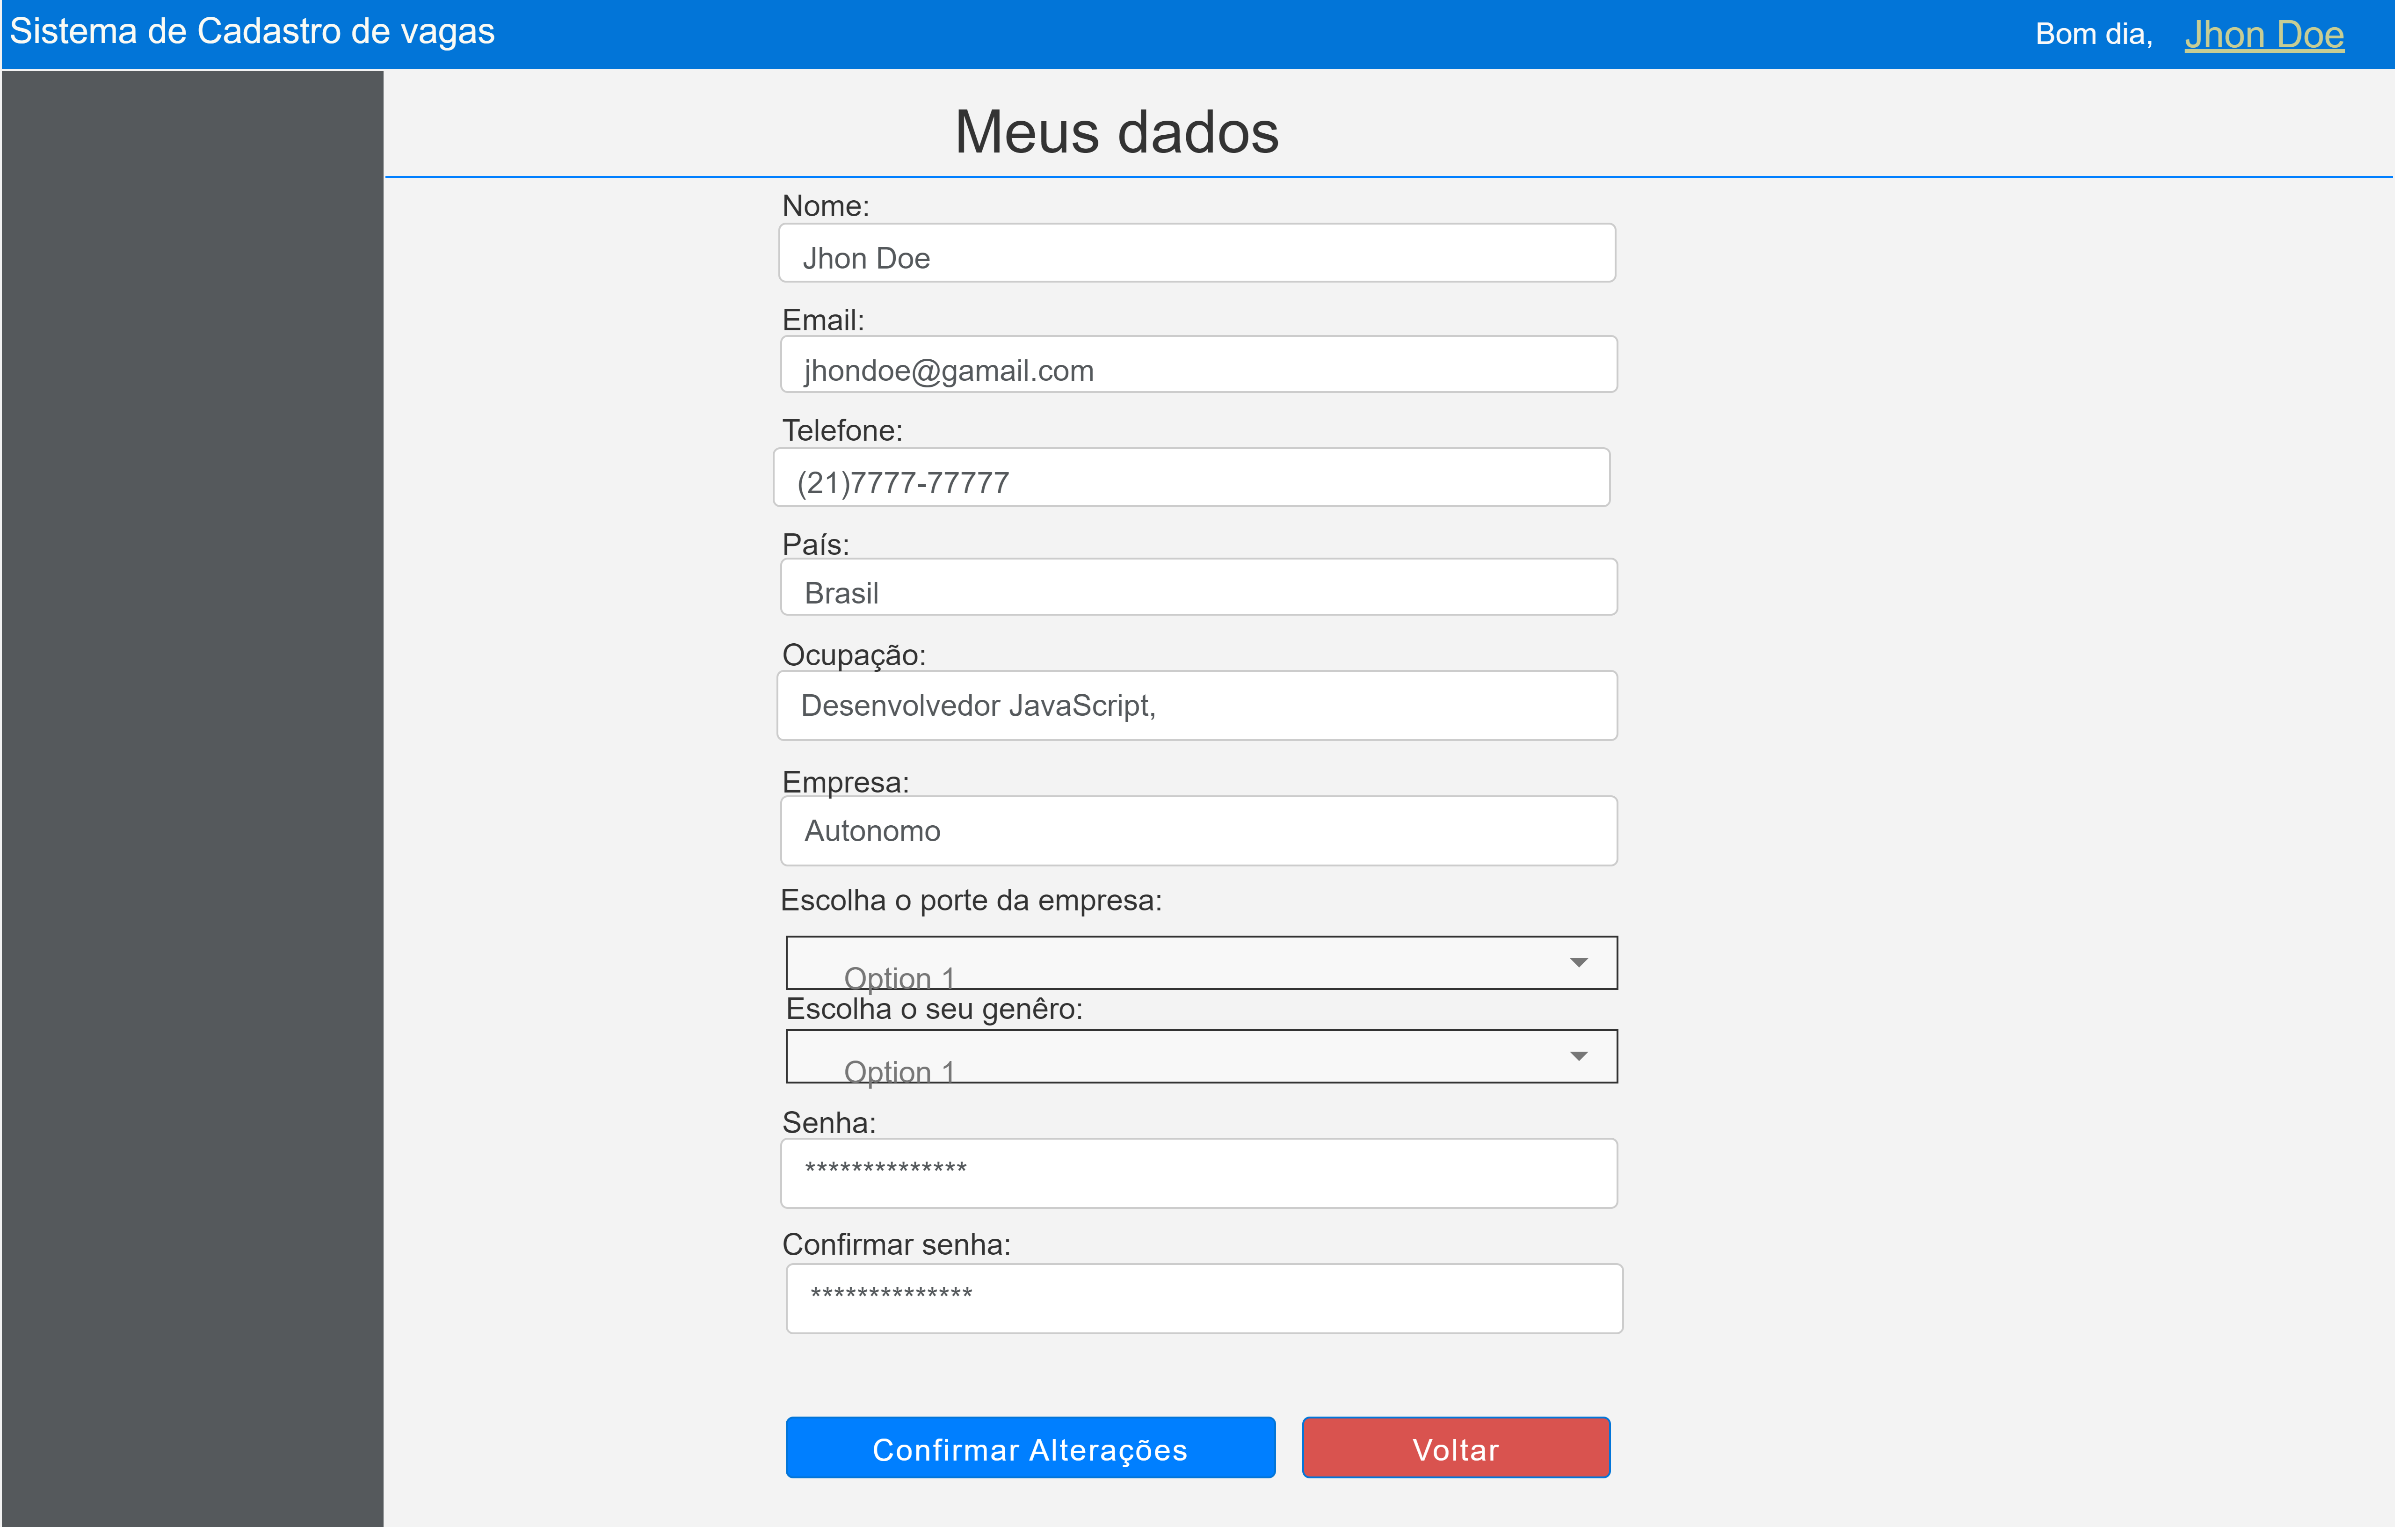 Sistema de Cadastro de vagas
Bom dia, Jhon Doe
Meus dados
Nome:
Jhon Doe
Email:
jhondoe@gamail.com
Telefone:
(21)7777-77777
País:
Brasil
Ocupação:
Desenvolvedor JavaScript,
Empresa:
Autonomo
Escolha o porte da empresa:
Option 1
Escolha o seu genêro:
Option 1
Senha:
**************
Confirmar senha:
**************
Confirmar Alterações Voltar